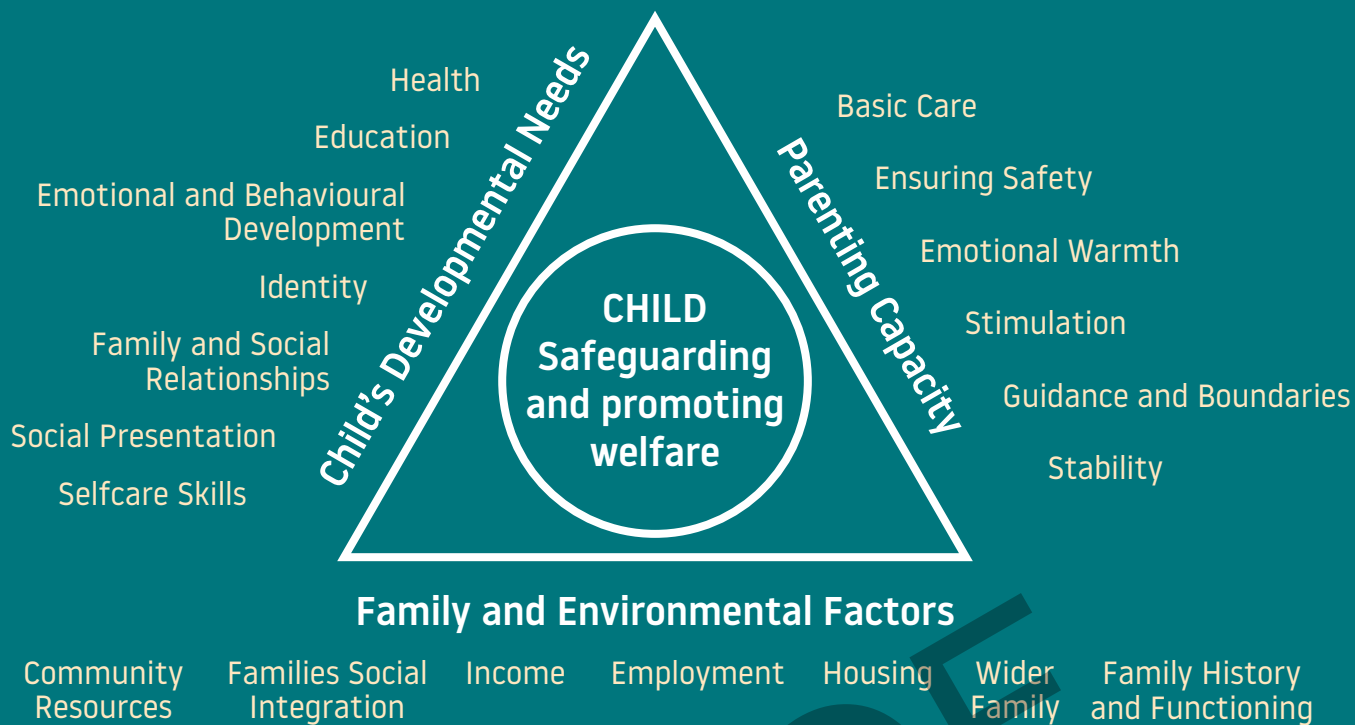 Health
Education
Emotional and Behavioural
Development
Identity
Family and Social
Relationships
Social Presentation
Selfcare Skills
Child's Developmental Needs
CHILD
Safeguarding
and promoting
welfare
Parenting Capacity
Basic Care
Ensuring Safety
Emotional Warmth
Stimulation
Guidance and Boundaries
Stability
Family and Environmental Factors
Community
Resources
Families Social
Integration
Income
Employment
Housing
Wider
Family
Family History
and Functioning